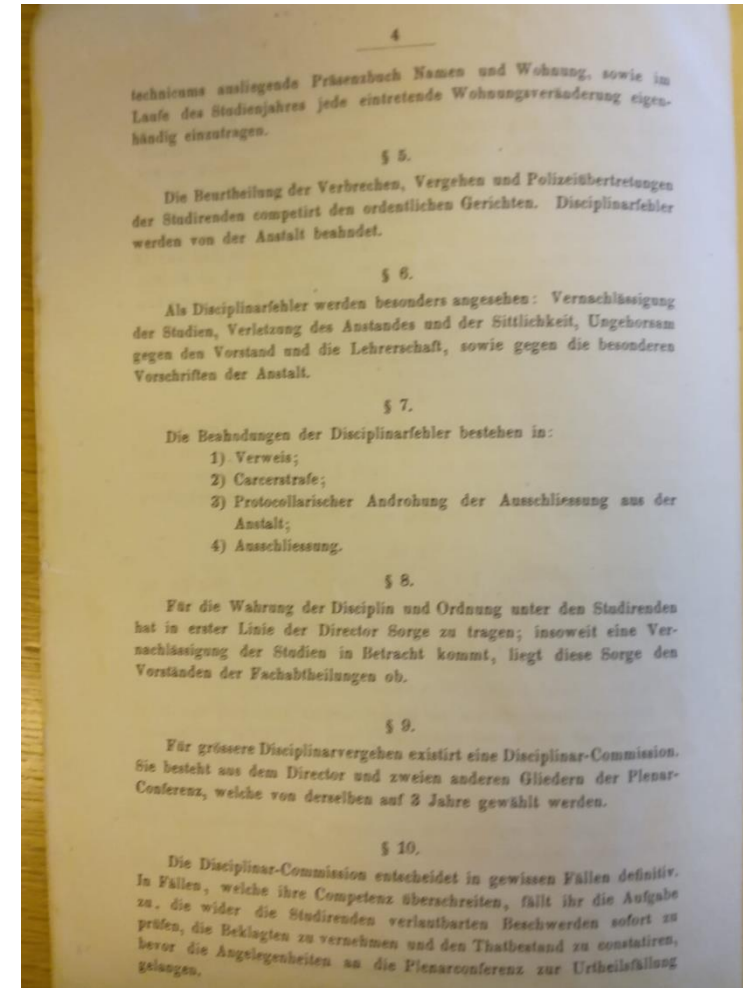 4
technicums ausliegende Präsenzbuch Namen und Wohnung, sowie im
Laufe des Studienjahres jede eintretende Wohnungsveränderung eigen-
händig einzutragen.
§ 5.
Die Beurtheilung der Verbrechen, Vergehen und Polizeiübertretungen
der Studirenden competirt den ordentlichen Gerichten. Disciplinarfehler
werden von der Anstalt beahndet.
§ 6.
Als Disciplinarfehler werden besonders angesehen: Vernachlässigung
der Studien, Verletzung des Anstandes und der Sittlichkeit, Ungehorsam
gegen den Vorstand und die Lehrerschaft, sowie gegen die besonderen
Vorschriften der Anstalt.
§ 7.
Die Beahndungen der Disciplinarfehler bestehen in:
1) Verweis;
2) Carcerstrafe;
3) Protocollarischer Androhung der Ausschliessung aus der
Anstalt;
4) Ausschliessung.
§ 8.
Für die Wahrung der Disciplin und Ordnung unter den Studirenden
hat in erster Linie der Director Sorge zu tragen; insoweit eine Ver-
nachlässigung der Studien in Betracht kommt, liegt diese Sorge den
Vorständen der Fachabtheilungen ob.
§ 9.
Für grössere Disciplinarvergehen existirt eine Disciplinar-Commission.
Sie besteht aus dem Director und zweien anderen Gliedern der Plenar-
Conferenz, welche von derselben auf 3 Jahre gewählt werden.
§ 10.
Die Disciplinar-Commission entscheidet in gewissen Fällen definitiv.
In Fällen, welche ihre Competenz überschreiten, fällt ihr die Aufgabe
zu, die wider die Studirenden verlautbarten Beschwerden sofort zu
prüfen, die Beklagten zu vernehmen und den Thatbestand zu constatiren,
bevor die Angelegenheiten an die Plenarconferenz zur Urtheilsfällung
gelangen.